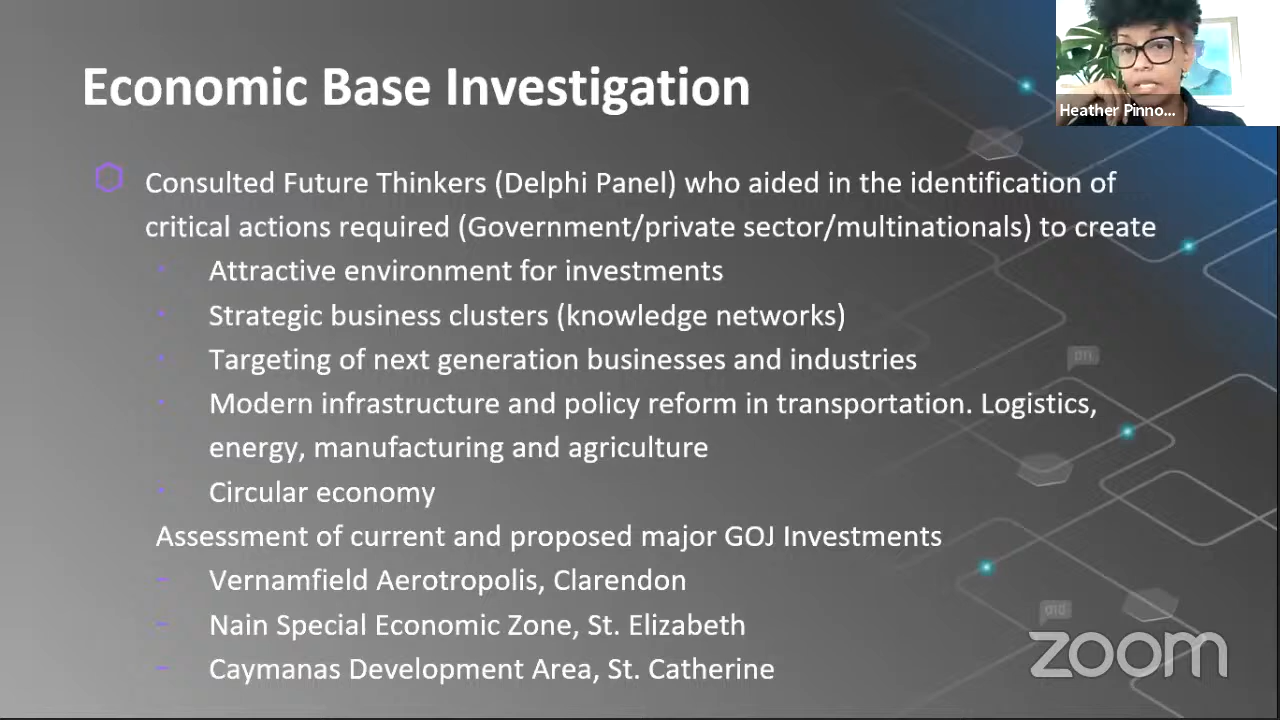 Economic Base Investigation
Heather Pinno...
Consulted Future Thinkers (Delphi Panel) who aided in the identification of
critical actions required (Government/private sector/multinationals) to create
Attractive environment for investments
Strategic business clusters (knowledge networks)
Targeting of next generation businesses and industries
Modern infrastructure and policy reform in transportation. Logistics,
energy, manufacturing and agriculture
Circular economy
Assessment of current and proposed major GOJ Investments
- Vernamfield Aerotropolis, Clarendon
- Nain Special Economic Zone, St. Elizabeth
- Caymanas Development Area, St. Catherine
zoom